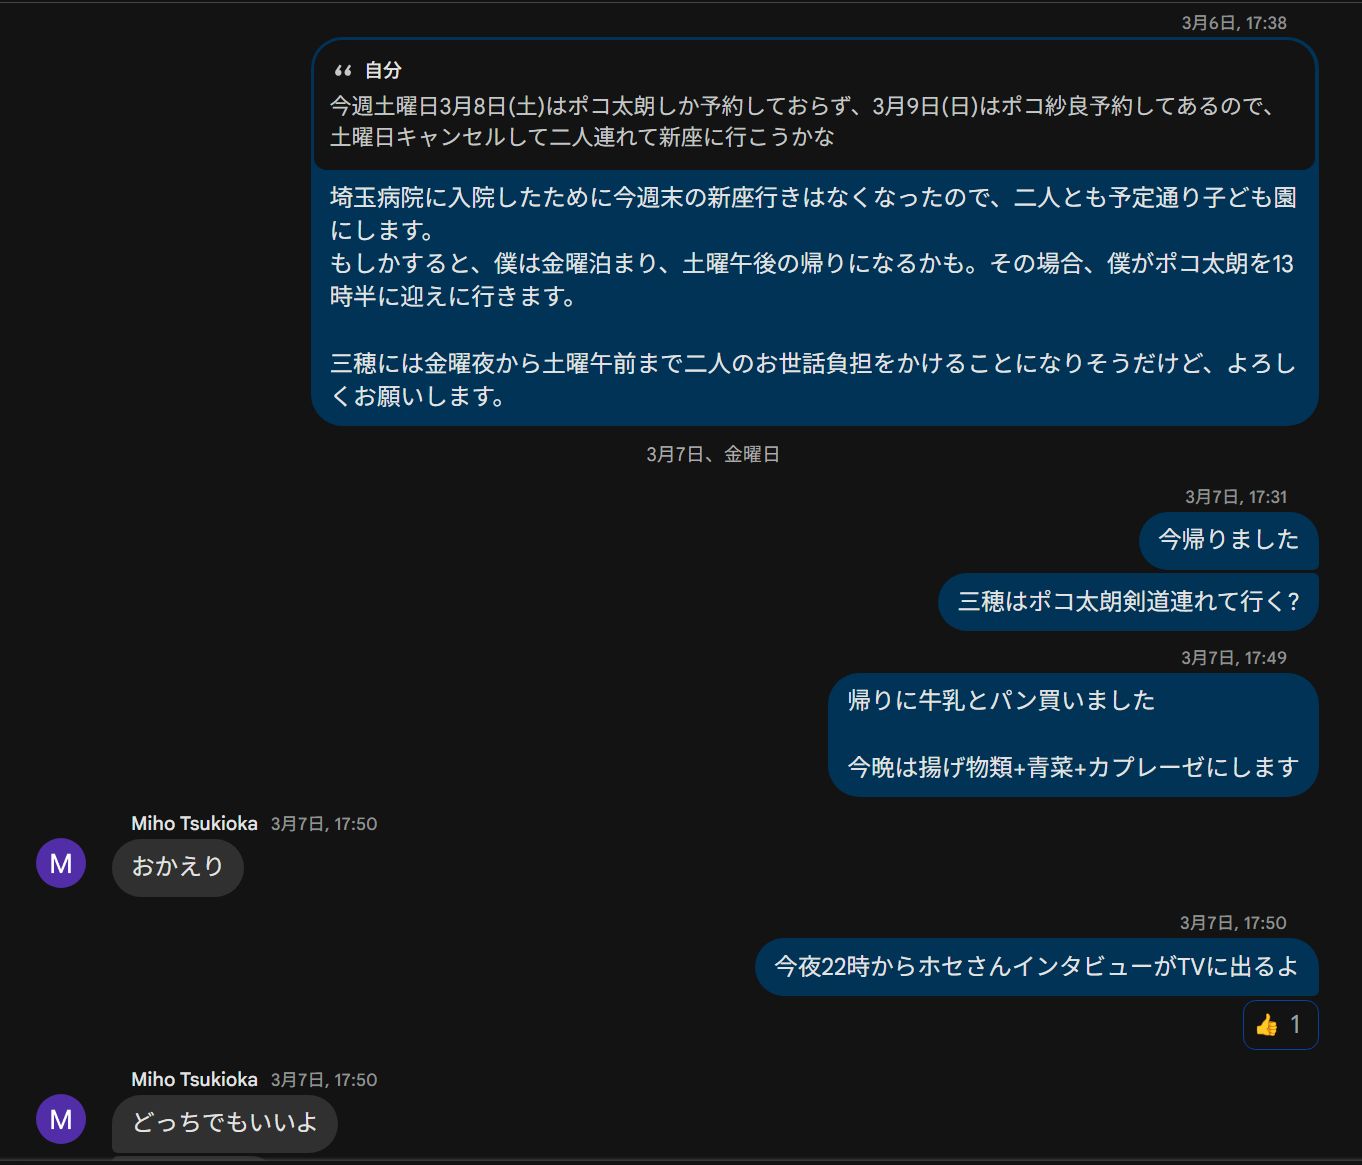 3月6日, 17:38
自分
今週土曜日3月8日(土)はポコ太朗しか予約しておらず、3月9日(日)はポコ紗良予約してあるので、
土曜日キャンセルして二人連れて新座に行こうかな
埼玉病院に入院したために今週末の新座行きはなくなったので、二人とも予定通り子ども園
にします。
もしかすると、僕は金曜泊まり、土曜午後の帰りになるかも。その場合、僕がポコ太朗を13
時半に迎えに行きます。
三穂には金曜夜から土曜午前まで二人のお世話負担をかけることになりそうだけど、よろし
くお願いします。
3月7日、金曜日
3月7日, 17:31
今帰りました
三穂はポコ太朗剣道連れて行く?
3月7日, 17:49
帰りに牛乳とパン買いました
今晩は揚げ物類+青菜+カプレーゼにします
Miho Tsukioka 3月7日, 17:50
M
おかえり
3月7日, 17:50
今夜22時からホセさんインタビューがTVに出るよ
👍 1
Miho Tsukioka 3月7日, 17:50
M
どっちでもいいよ